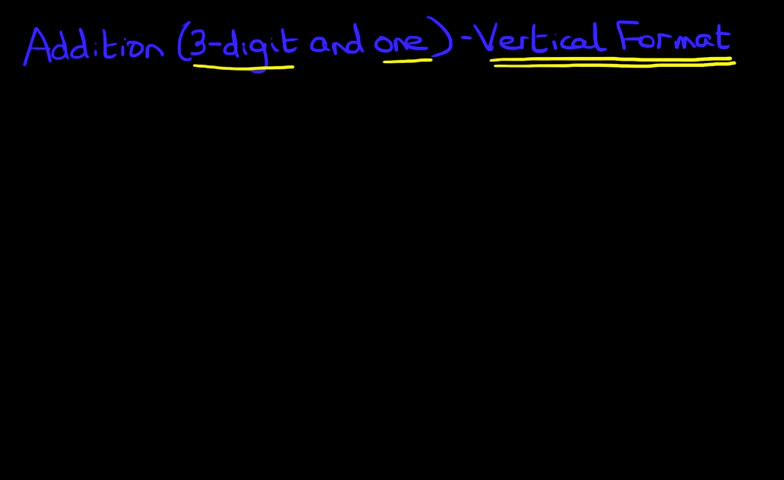 Addition (3-digit and one) - Vertical Format